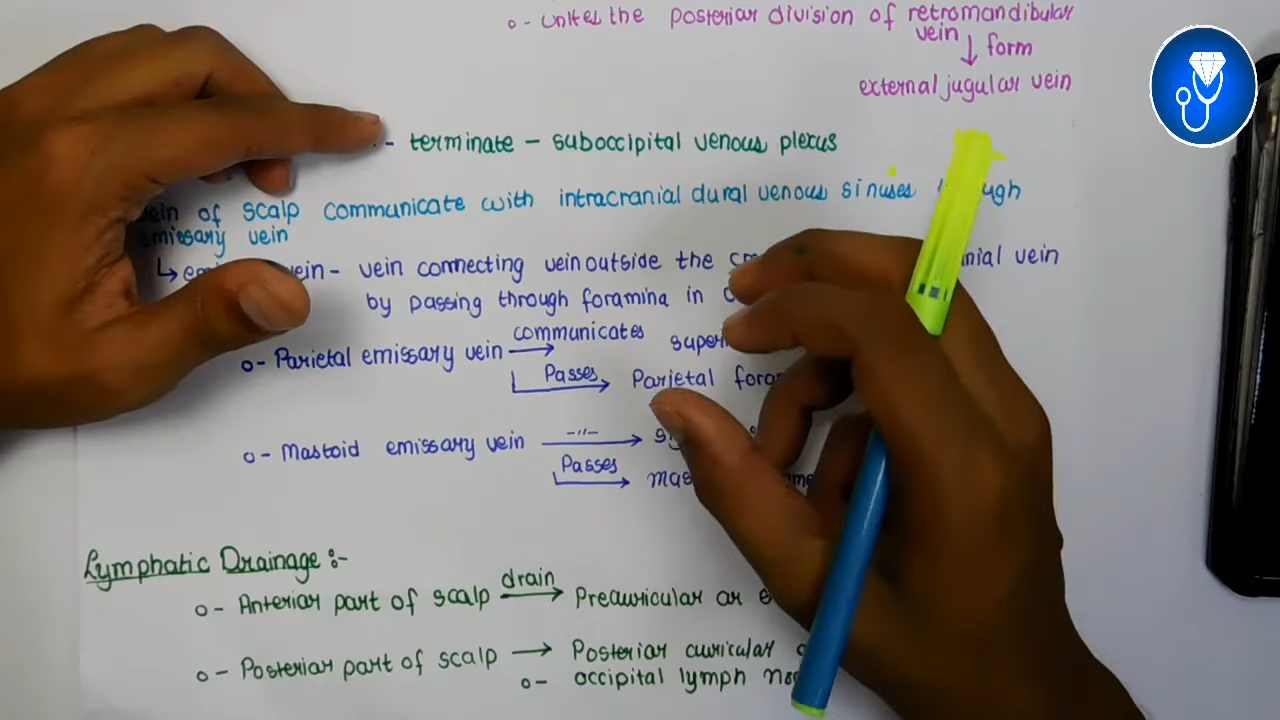 o - unites the posterior division of retromandibular
vein ↓ form
external jugular vein
- terminate - suboccipital venous plexus
vein of scalp communicate with intracranial dural venous sinuses
emissary vein
↳ vein - vein connecting vein outside the vein
by passing through foramina in
o - Parietal emissary vein communicates →
Passes → Parietal
o - Mastoid emissary vein -"- →
Passes →
Lymphatic Drainage :-
o - Anterior part of scalp drain → Preauricular or
o - Posterior part of scalp → Posterior auricular
o - occipital lymph